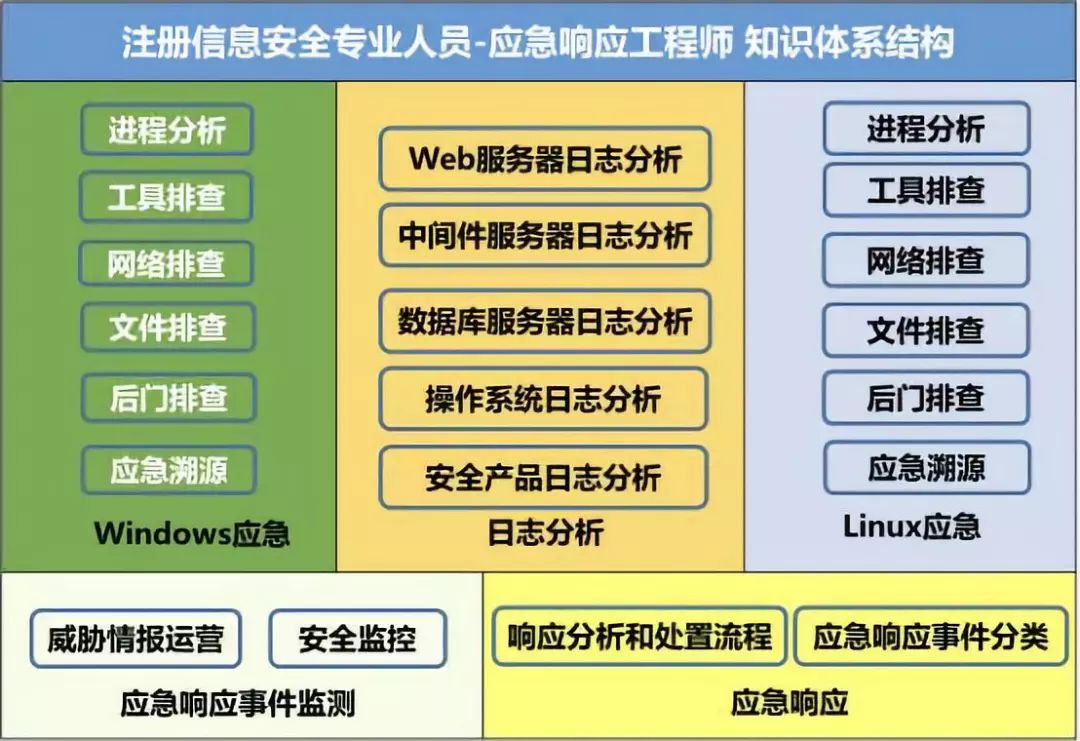 注册信息安全专业人员-应急响应工程师 知识体系结构
进程分析
工具排查
网络排查
文件排查
后门排查
应急溯源
Windows应急
Web服务器日志分析
中间件服务器日志分析
数据库服务器日志分析
操作系统日志分析
安全产品日志分析
日志分析
进程分析
工具排查
网络排查
文件排查
后门排查
应急溯源
Linux应急
威胁情报运营
安全监控
应急响应事件监测
响应分析和处置流程
应急响应事件分类
应急响应